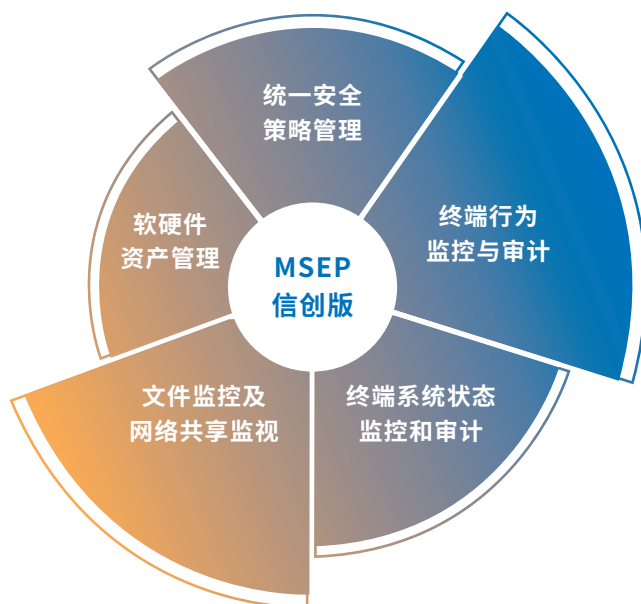 统一安全
策略管理
终端行为
监控与审计
软硬件
资产管理
MSEP
信创版
文件监控及
网络共享监视
终端系统状态
监控和审计